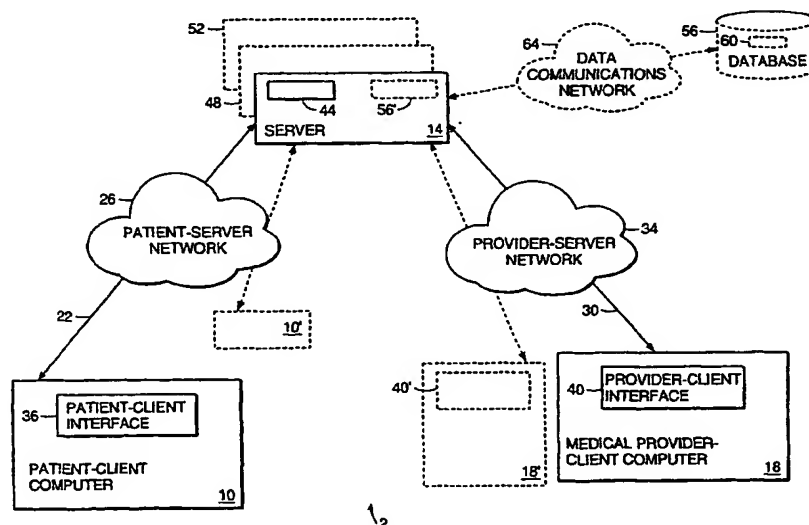 52
48
44
56'
SERVER
14
64
DATA
COMMUNICATIONS
NETWORK
56
60
DATABASE
26
PATIENT-SERVER
NETWORK
PROVIDER-SERVER
NETWORK
34
22
10'
30
36
PATIENT-CLIENT
INTERFACE
PATIENT-CLIENT
COMPUTER
10
40'
18'
40
PROVIDER-CLIENT
INTERFACE
MEDICAL PROVIDER-
CLIENT COMPUTER
18
2